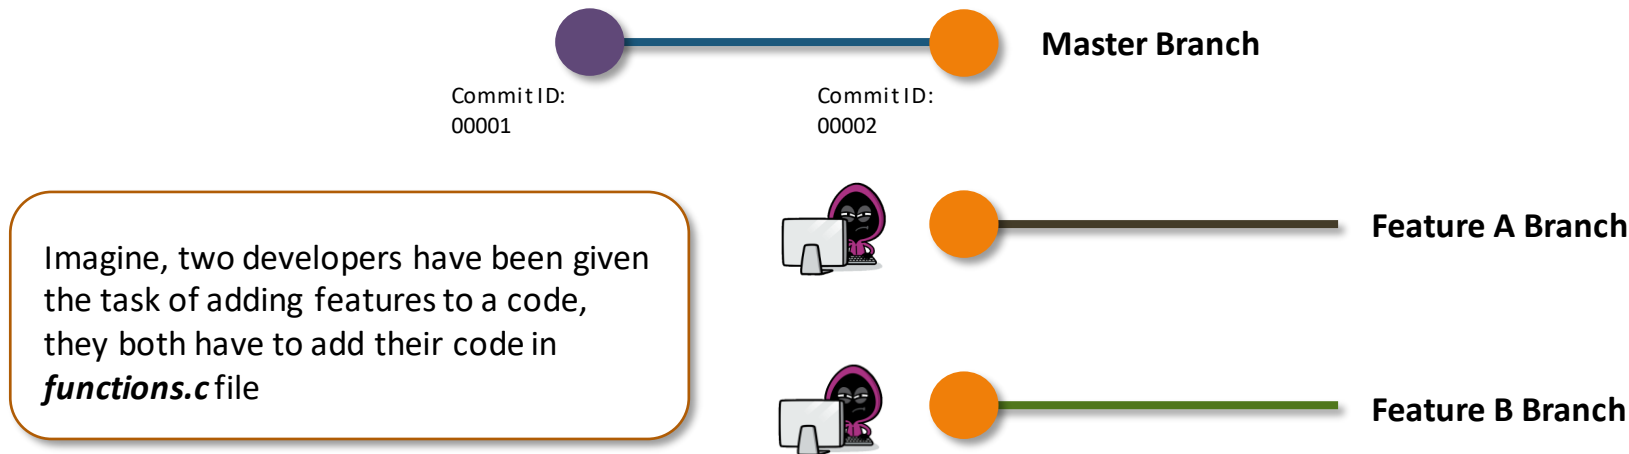 Master Branch
Commit ID:
00001
Commit ID:
00002
Imagine, two developers have been given
the task of adding features to a code,
they both have to add their code in
functions.c file
Feature A Branch
Feature B Branch